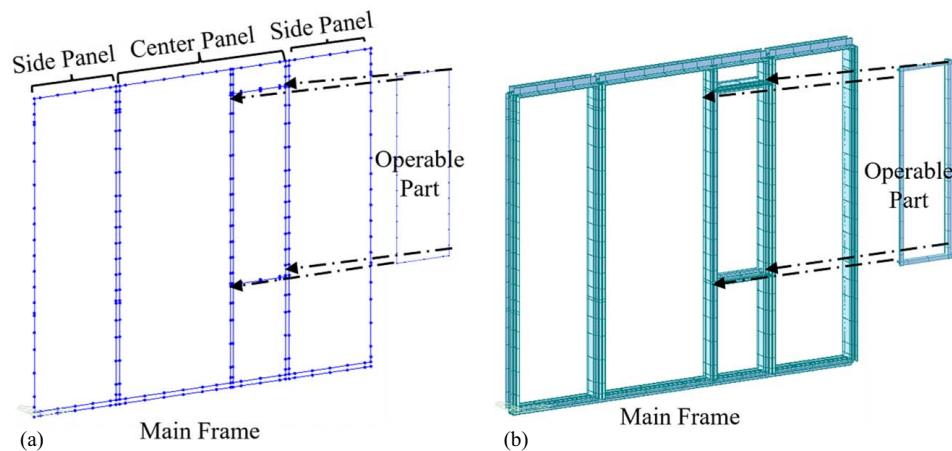 Side Panel
Center Panel
Side Panel
Operable
Part
Main Frame
(a)
Operable
Part
Main Frame
(b)